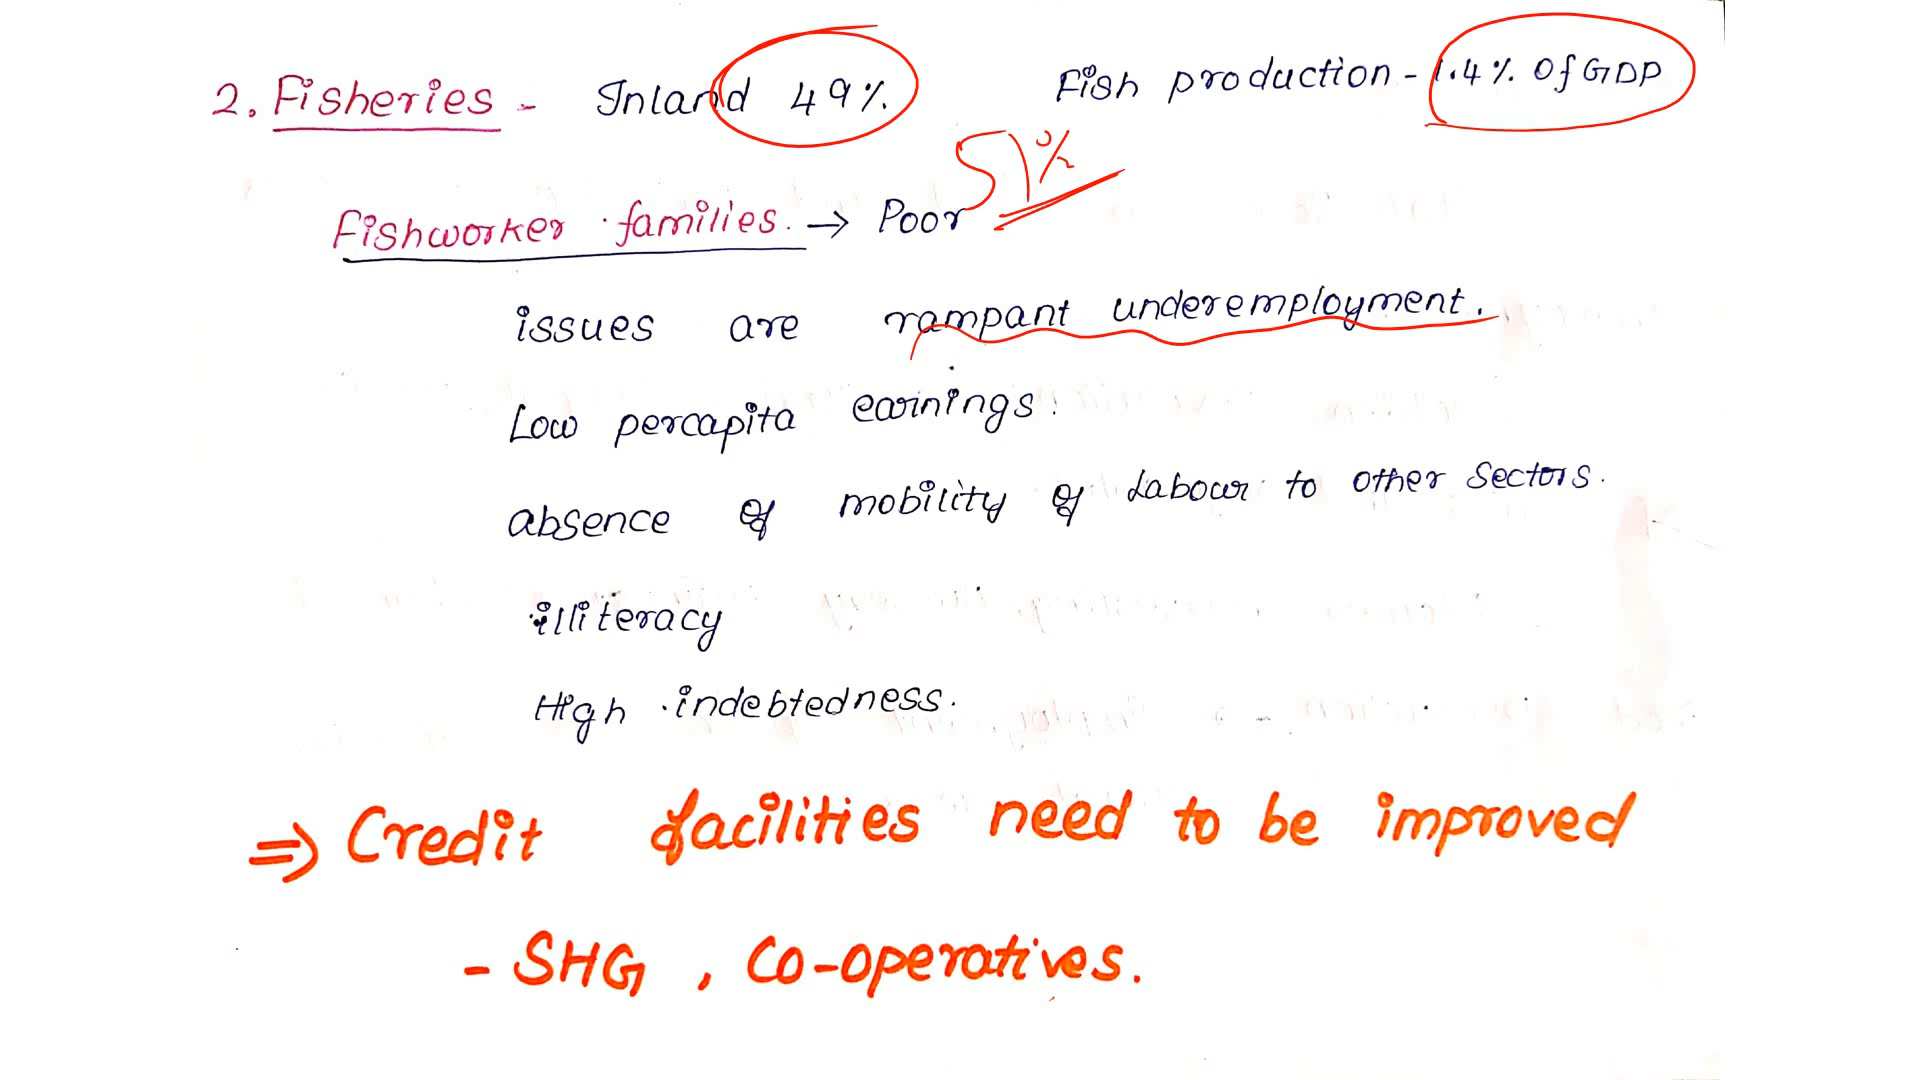 2. Fisheries - Inland 49% Fish production - 1.4% Of GDP
51%
Fishworker families. → Poor
issues are rampant underemployment.
Low percapita earnings.
absence of mobility of Labour to other Sectors.
illiteracy
High indebtedness.
⇒ Credit facilities need to be improved
- SHG, Co-operatives.